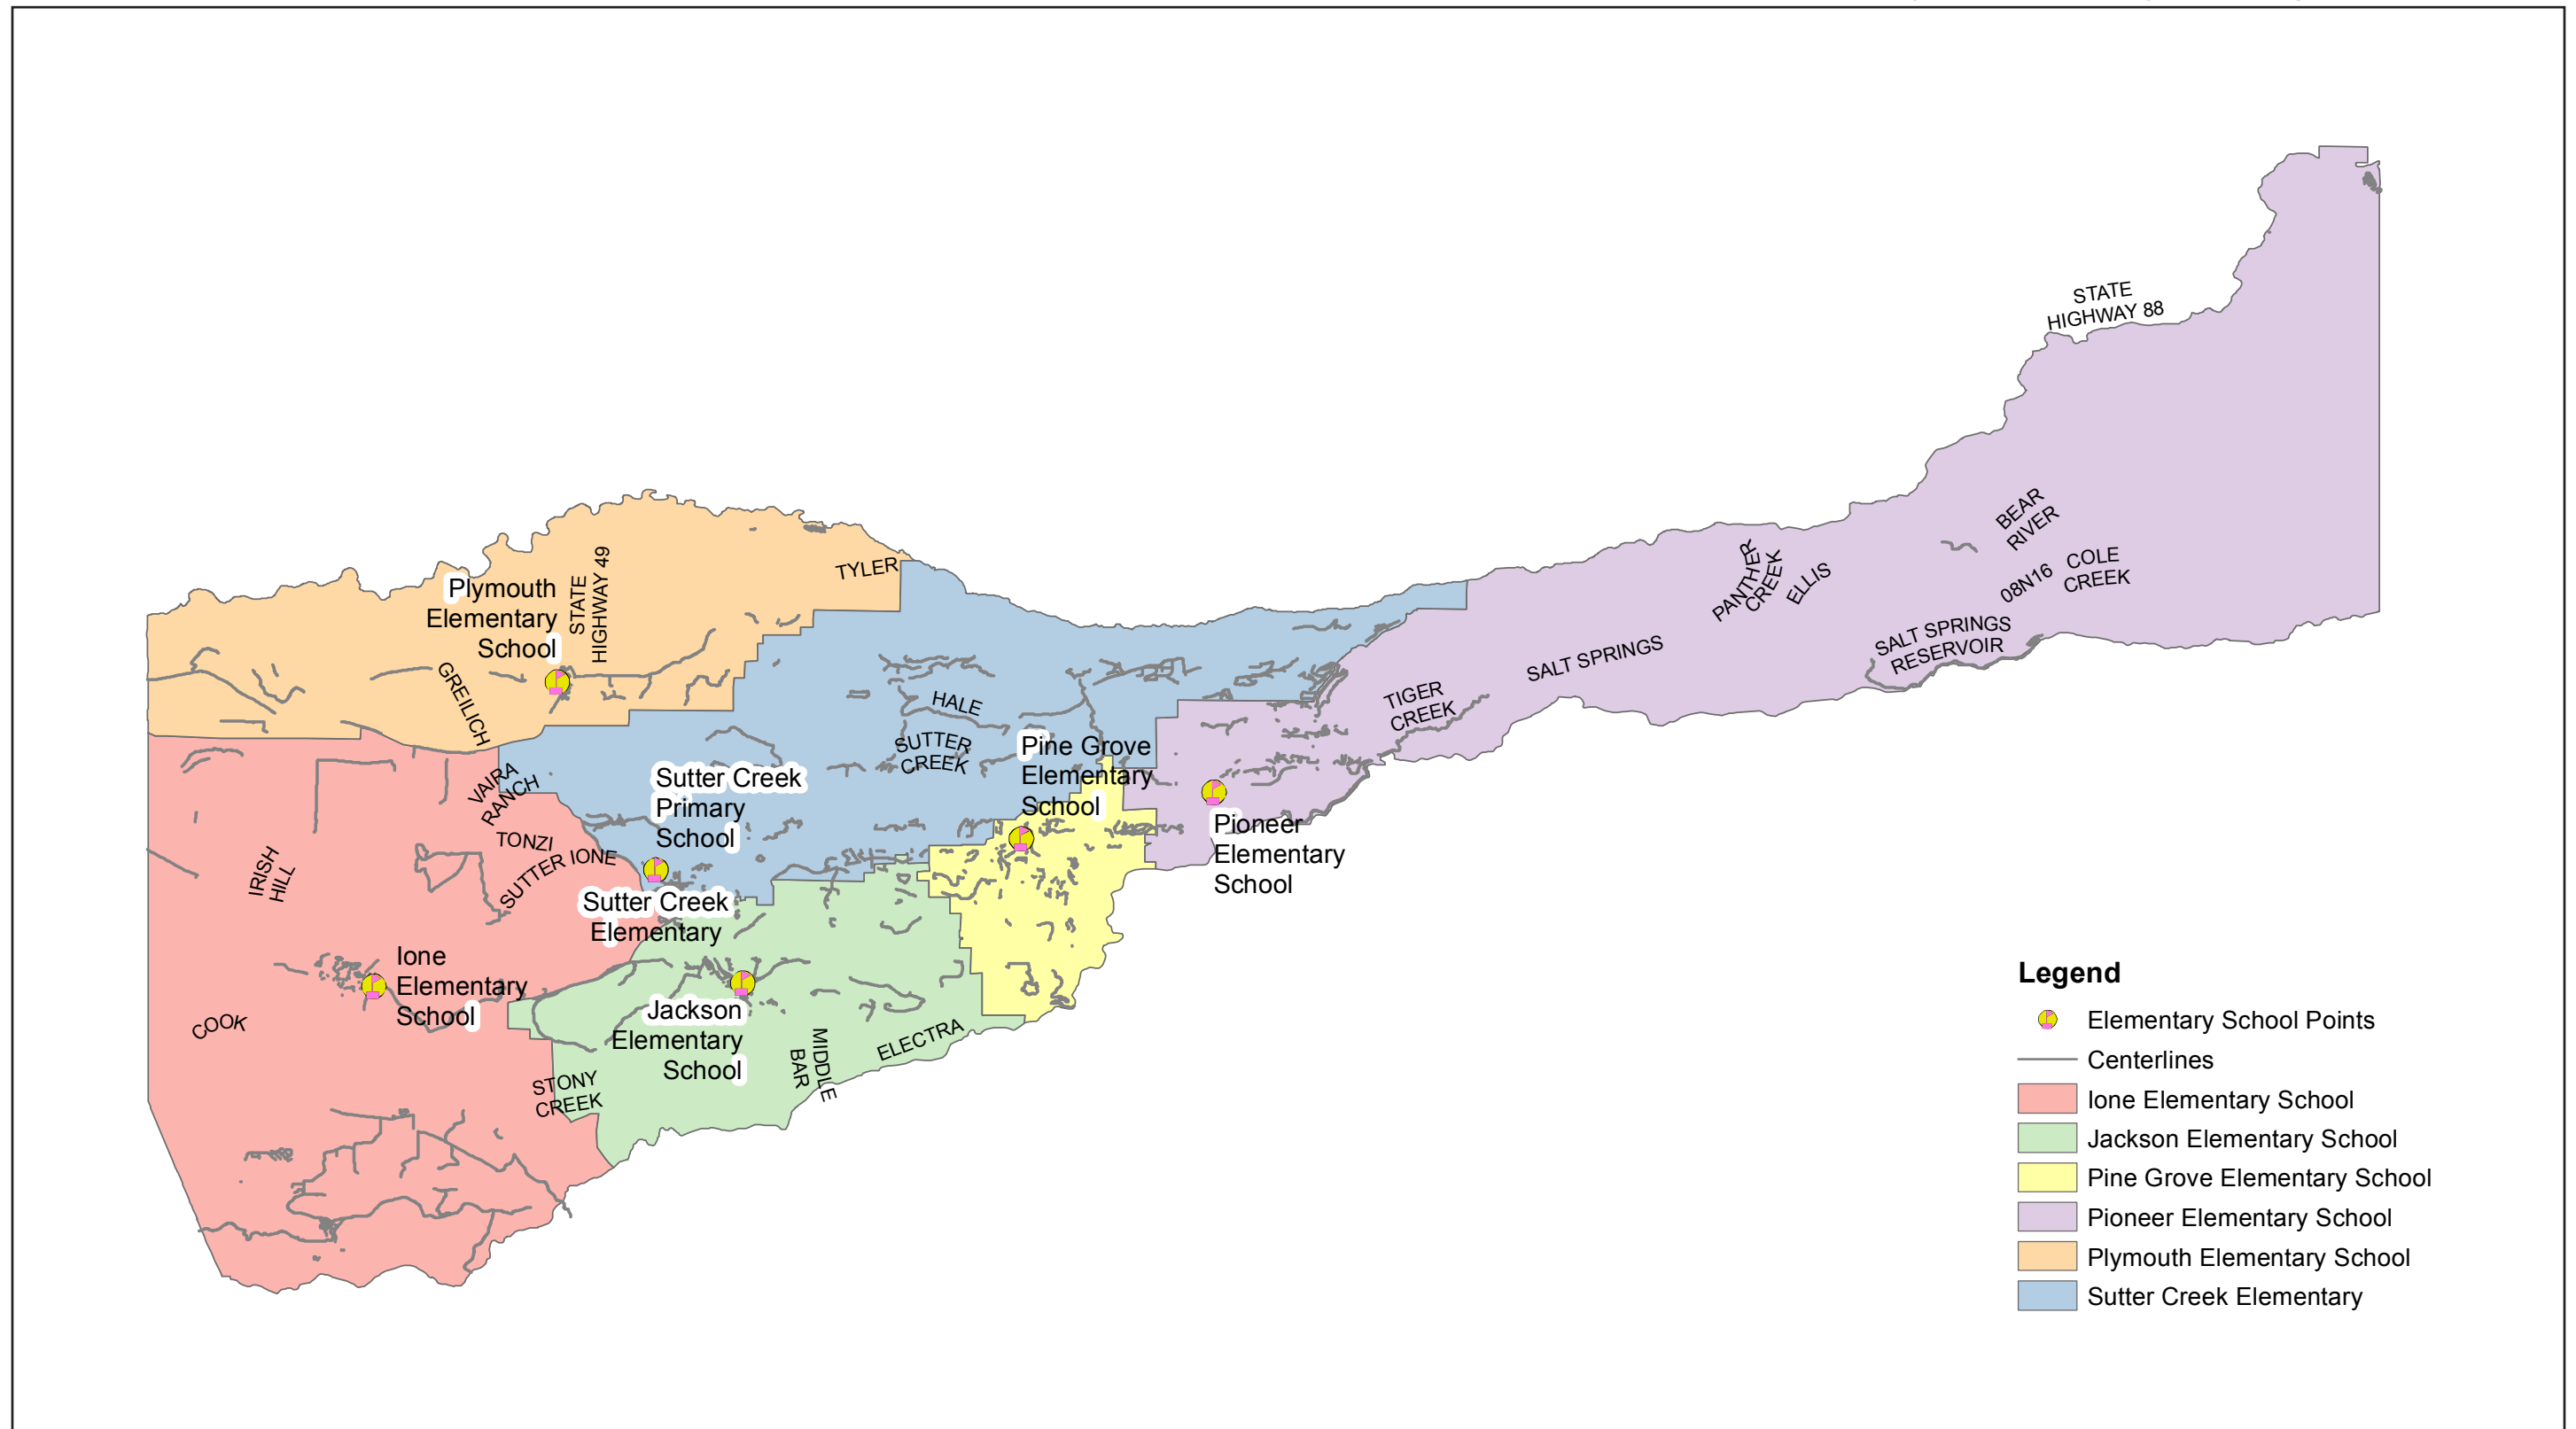 STATE
HIGHWAY 88
BEAR
RIVER
PANTHER
CREEK
ELLIS
08N16
COLE
CREEK
SALT SPRINGS
RESERVOIR
SALT SPRINGS
TIGER
CREEK
TYLER
Plymouth
Elementary
School
STATE
HIGHWAY 49
GREILICH
HALE
SUTTER
CREEK
Pine Grove
Elementary
School
VAIRA
RANCH
Sutter Creek
Primary
School
TONZI
SUTTER IONE
IRISH
HILL
Pioneer
Elementary
School
Sutter Creek
Elementary
Ione
Elementary
School
COOK
Jackson
Elementary
School
MIDDLE
BAR
ELECTRA
STONY
CREEK
Legend
Elementary School Points
Centerlines
Ione Elementary School
Jackson Elementary School
Pine Grove Elementary School
Pioneer Elementary School
Plymouth Elementary School
Sutter Creek Elementary